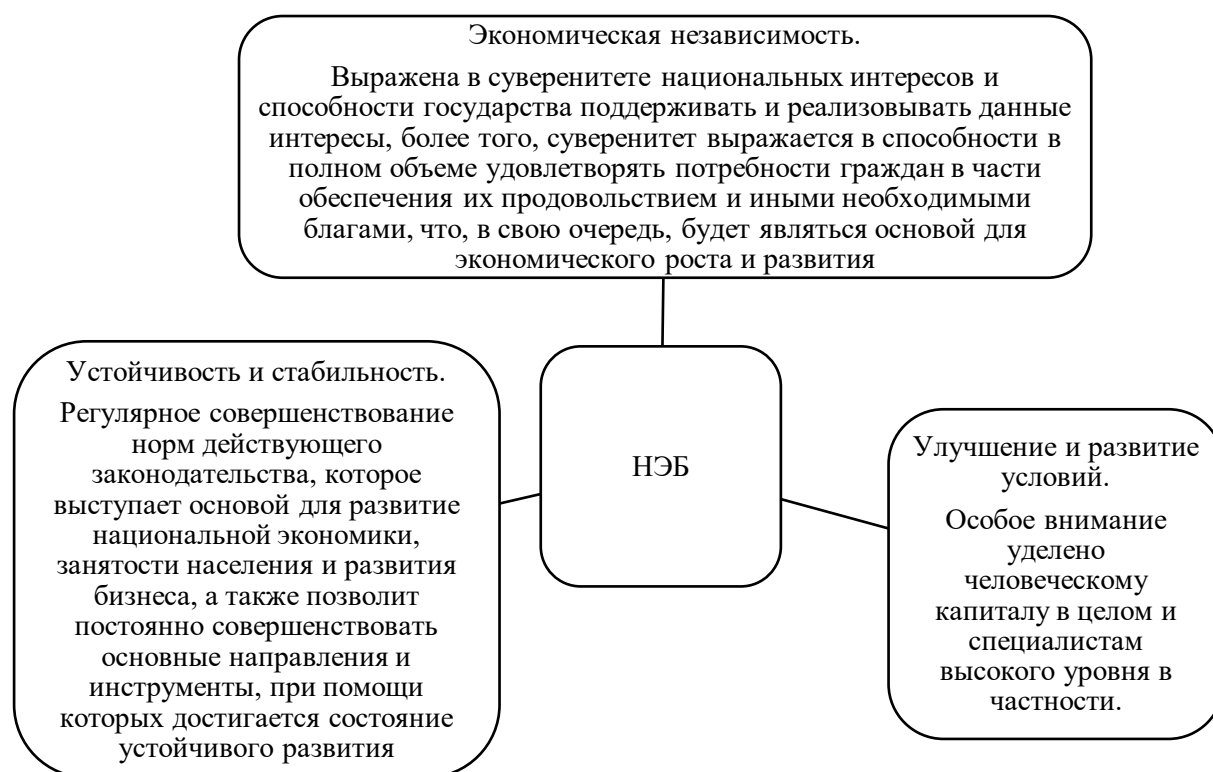 Экономическая независимость.
Выражена в суверенитете национальных интересов и
способности государства поддерживать и реализовывать данные
интересы, более того, суверенитет выражается в способности в
полном объеме удовлетворять потребности граждан в части
обеспечения их продовольствием и иными необходимыми
благами, что, в свою очередь, будет являться основой для
экономического роста и развития
Устойчивость и стабильность.
Регулярное совершенствование
норм действующего
законодательства, которое
выступает основой для развитие
национальной экономики,
занятости населения и развития
бизнеса, а также позволит
постоянно совершенствовать
основные направления и
инструменты, при помощи
которых достигается состояние
устойчивого развития
НЭБ
Улучшение и развитие
условий.
Особое внимание
уделено
человеческому
капиталу в целом и
специалистам
высокого уровня в
частности.